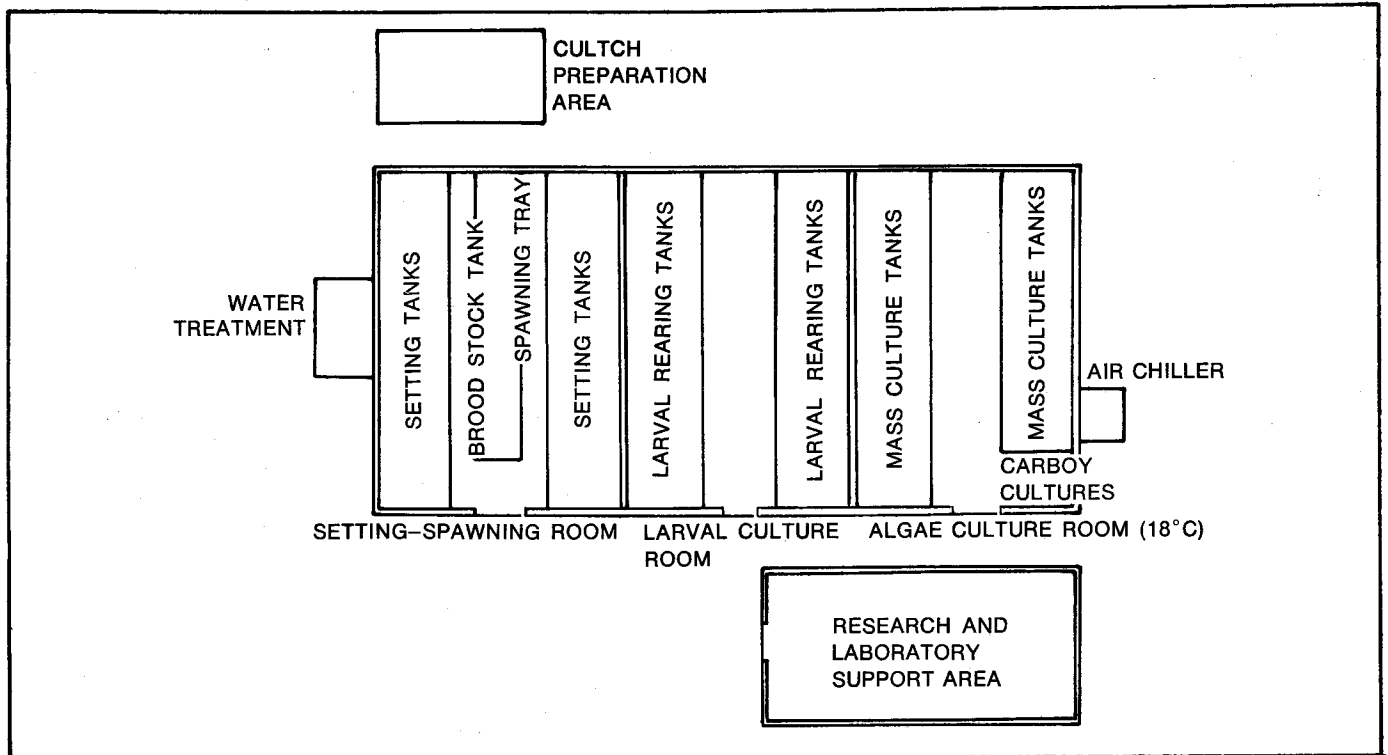 CULTCH
PREPARATION
AREA
WATER
TREATMENT
SETTING TANKS
BROOD STOCK TANK
SPAWNING TRAY
SETTING TANKS
LARVAL REARING TANKS
LARVAL REARING TANKS
MASS CULTURE TANKS
MASS CULTURE TANKS
AIR CHILLER
CARBOY
CULTURES
SETTING–SPAWNING ROOM
LARVAL CULTURE
ROOM
ALGAE CULTURE ROOM (18°C)
RESEARCH AND
LABORATORY
SUPPORT AREA